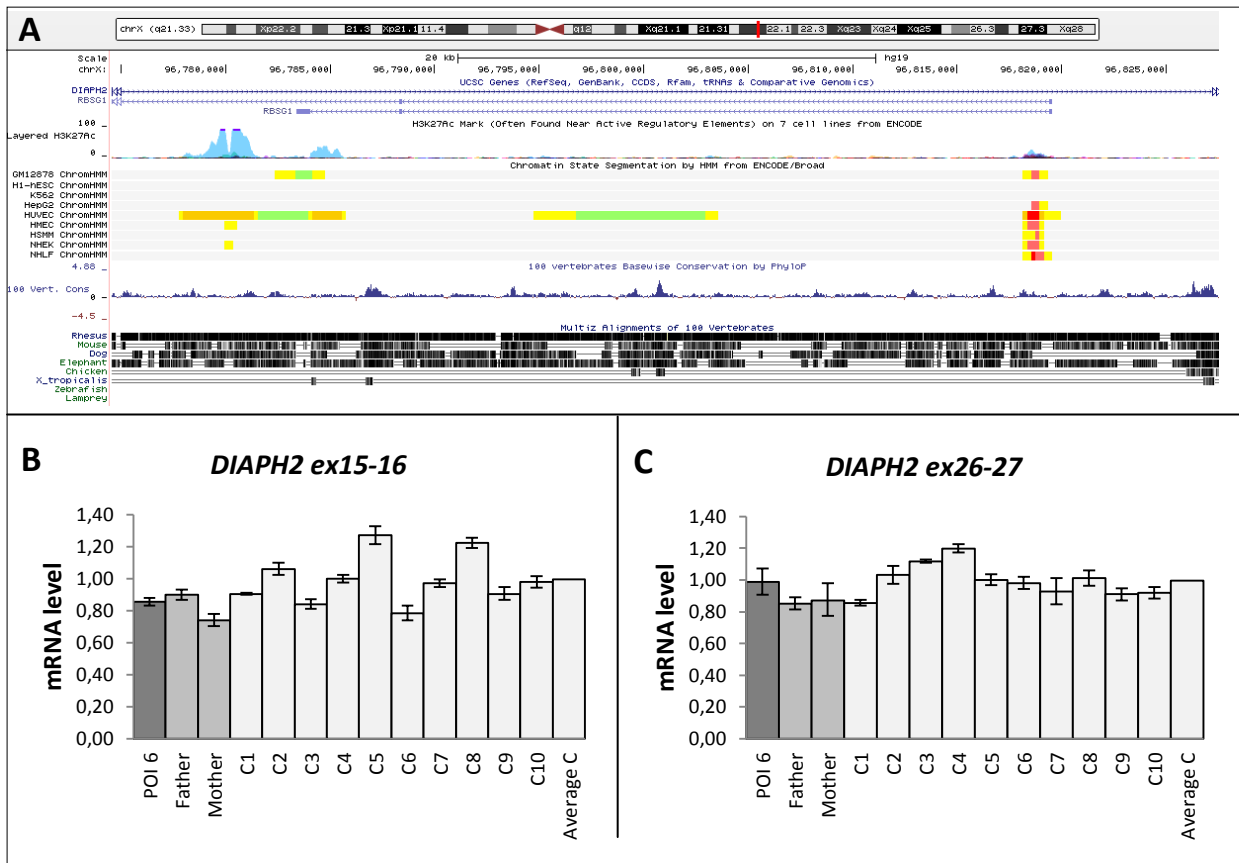 A
chrX (q21.33) Xp22.2 21.3 Xp21.1 11.4 q12 Xq21.1 21.31 22.1 22.3 Xq23 Xq24 Xq25 26.3 27.3 Xq28
Scale 20 kb hg19
chrX: 96,780,000 96,785,000 96,790,000 96,795,000 96,800,000 96,805,000 96,810,000 96,815,000 96,820,000 96,825,000
UCSC Genes (RefSeq, GenBank, CCDS, Rfam, tRNAs & Comparative Genomics)
DIAPH2
RBSG1
RBSG1
H3K27Ac Mark (Often Found Near Active Regulatory Elements) on 7 cell lines from ENCODE
100 _
Layered H3K27Ac
0 _
Chromatin State Segmentation by HMM from ENCODE/Broad
GM12878 ChromHMM
H1-hESC ChromHMM
K562 ChromHMM
HepG2 ChromHMM
HUVEC ChromHMM
HMEC ChromHMM
HSMM ChromHMM
NHEK ChromHMM
NHLF ChromHMM
4.88 _ 100 vertebrates Basewise Conservation by PhyloP
100 Vert. Cons
0 -
-4.5 _
Multiz Alignments of 100 Vertebrates
Rhesus
Mouse
Dog
Elephant
Chicken
X_tropicalis
Zebrafish
Lamprey
B
DIAPH2 ex15-16
mRNA level
1,40
1,20
1,00
0,80
0,60
0,40
0,20
0,00
POI 6 Father Mother C1 C2 C3 C4 C5 C6 C7 C8 C9 C10 Average C
C
DIAPH2 ex26-27
mRNA level
1,40
1,20
1,00
0,80
0,60
0,40
0,20
0,00
POI 6 Father Mother C1 C2 C3 C4 C5 C6 C7 C8 C9 C10 Average C